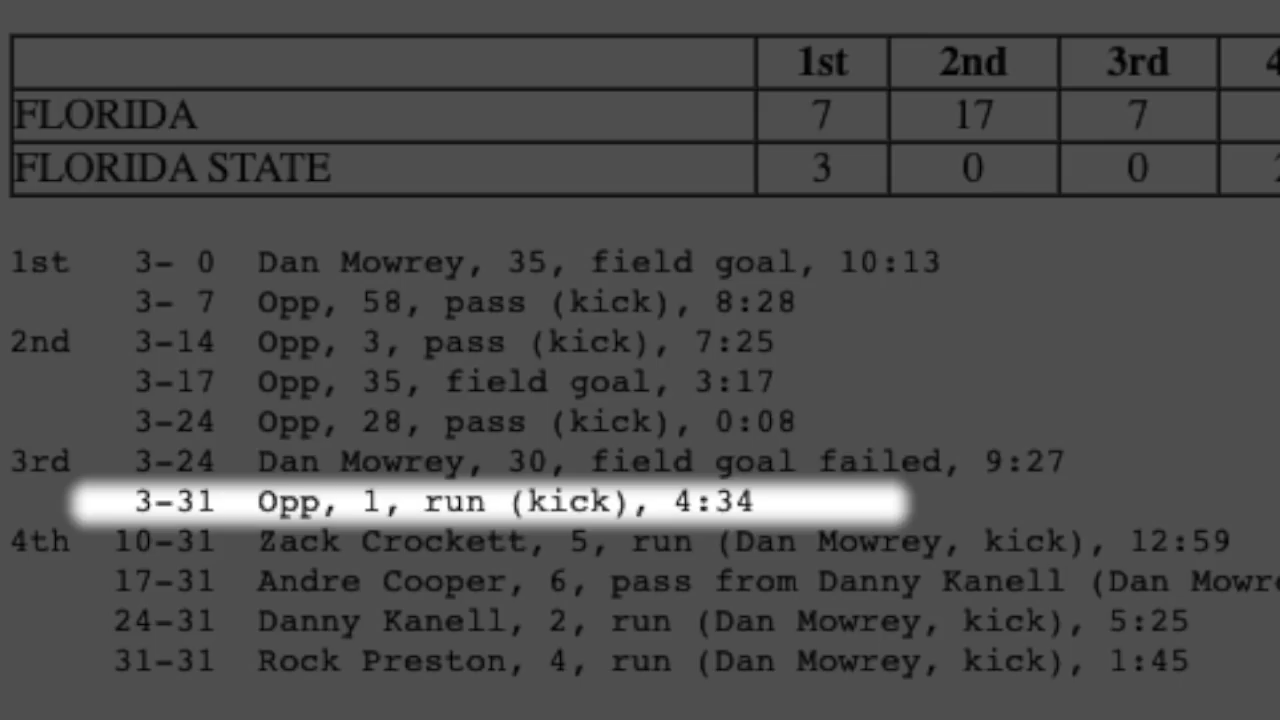 1st 2nd 3rd 4
FLORIDA 7 17 7
FLORIDA STATE 3 0 0 2
1st 3- 0 Dan Mowrey, 35, field goal, 10:13
3- 7 Opp, 58, pass (kick), 8:28
2nd 3-14 Opp, 3, pass (kick), 7:25
3-17 Opp, 35, field goal, 3:17
3-24 Opp, 28, pass (kick), 0:08
3rd 3-24 Dan Mowrey, 30, field goal failed, 9:27
3-31 Opp, 1, run (kick), 4:34
4th 10-31 Zack Crockett, 5, run (Dan Mowrey, kick), 12:59
17-31 Andre Cooper, 6, pass from Danny Kanell (Dan Mowre
24-31 Danny Kanell, 2, run (Dan Mowrey, kick), 5:25
31-31 Rock Preston, 4, run (Dan Mowrey, kick), 1:45